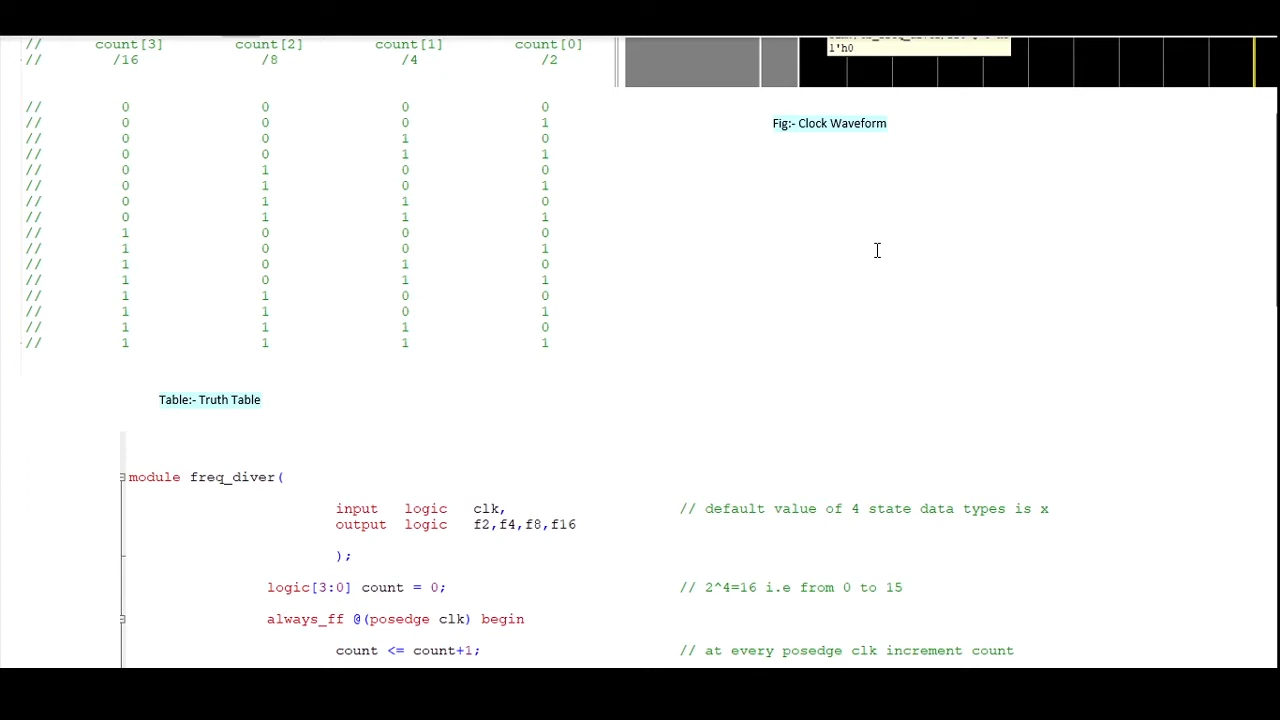 // count[3] count[2] count[1] count[0]
// /16 /8 /4 /2
// 0 0 0 0
// 0 0 0 1
// 0 0 1 0
// 0 0 1 1
// 0 1 0 0
// 0 1 0 1
// 0 1 1 0
// 0 1 1 1
// 1 0 0 0
// 1 0 0 1
// 1 0 1 0
// 1 0 1 1
// 1 1 0 0
// 1 1 0 1
// 1 1 1 0
// 1 1 1 1
Table:- Truth Table
1'h0
Fig:- Clock Waveform
module freq_diver(
input logic clk, // default value of 4 state data types is x
output logic f2,f4,f8,f16
);
logic[3:0] count = 0; // 2^4=16 i.e from 0 to 15
always_ff @(posedge clk) begin
count <= count+1; // at every posedge clk increment count